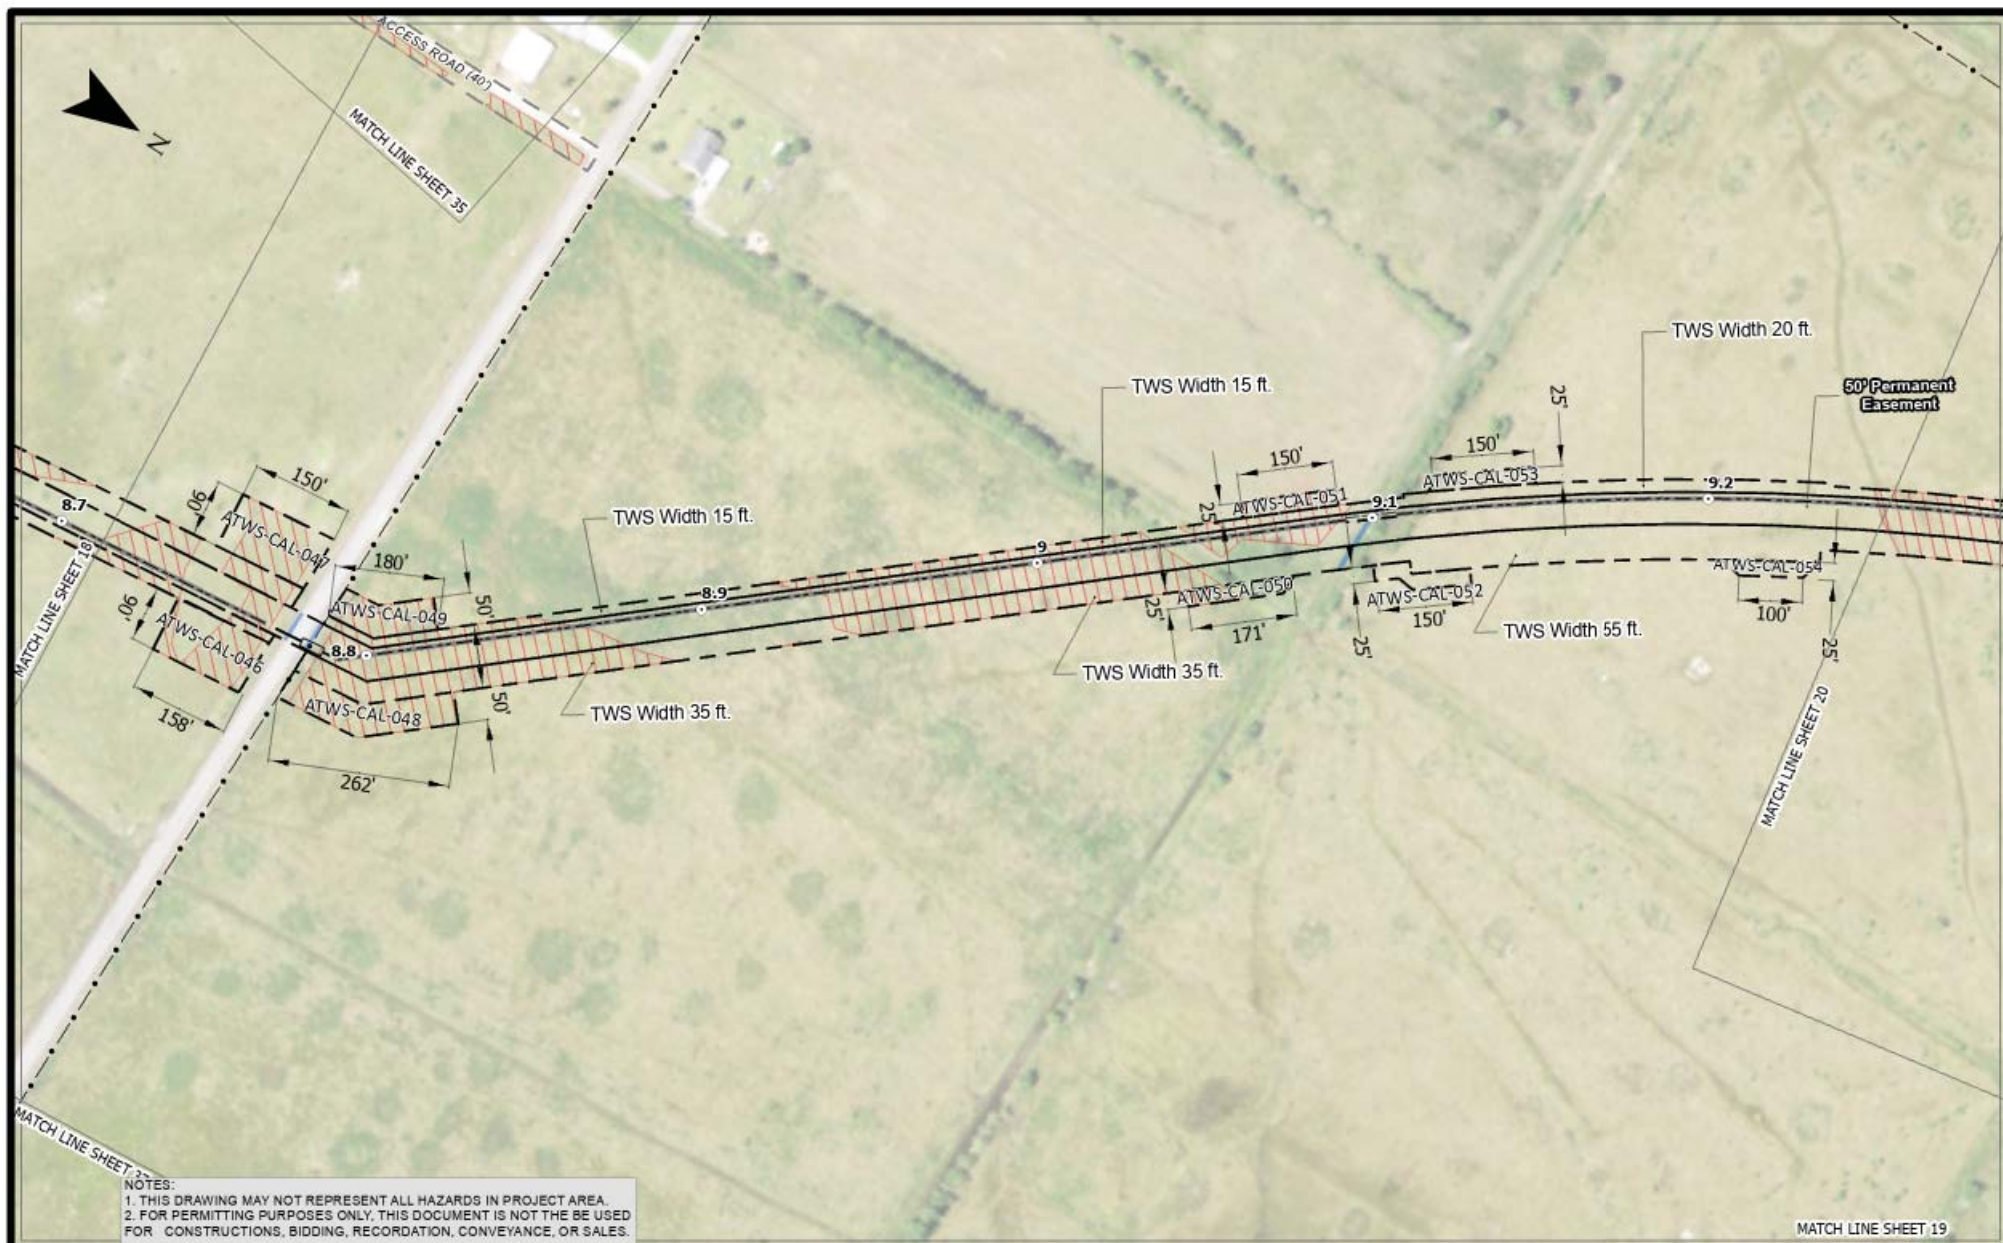 ACCESS ROAD (40')
MATCH LINE SHEET 35
N
TWS Width 20 ft.
50' Permanent
Easement
TWS Width 15 ft.
25'
150'
150'
ATWS-CAL-051
ATWS-CAL-053
9.2
9.1
25'
150'
90'
ATWS-CAL-047
8.7
TWS Width 15 ft.
9
180'
50'
8.9
ATWS-CAL-049
MATCH LINE SHEET 18
90'
ATWS-CAL-046
8.8
158'
ATWS-CAL-048
50'
262'
TWS Width 35 ft.
TWS Width 35 ft.
25'
ATWS-CAL-050
171'
25'
ATWS-CAL-052
150'
TWS Width 55 ft.
ATWS-CAL-054
100'
25'
MATCH LINE SHEET 20
MATCH LINE SHEET
NOTES:
1. THIS DRAWING MAY NOT REPRESENT ALL HAZARDS IN PROJECT AREA.
2. FOR PERMITTING PURPOSES ONLY, THIS DOCUMENT IS NOT THE BE USED
FOR CONSTRUCTIONS, BIDDING, RECORDATION, CONVEYANCE, OR SALES.
MATCH LINE SHEET 19